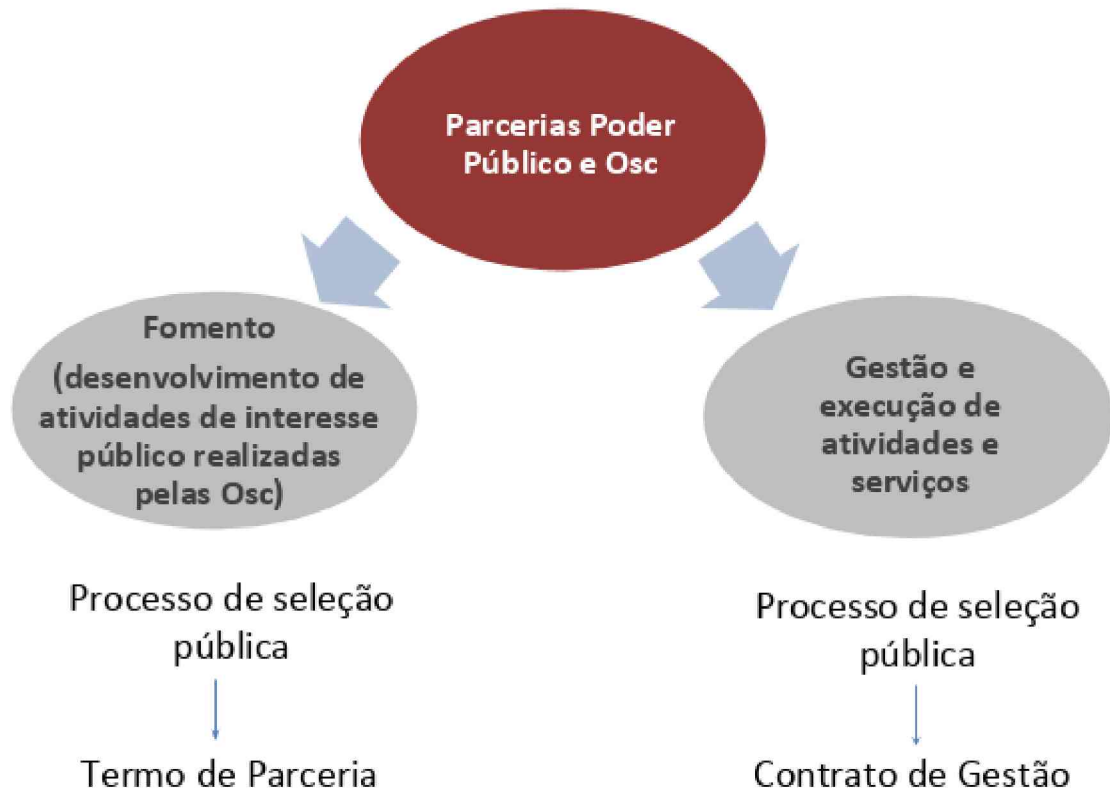 Parcerias Poder
Público e Osc
Fomento
(desenvolvimento de
atividades de interesse
público realizadas
pelas Osc)
Gestão e
execução de
atividades e
serviços
Processo de seleção
pública
Termo de Parceria
Processo de seleção
pública
Contrato de Gestão